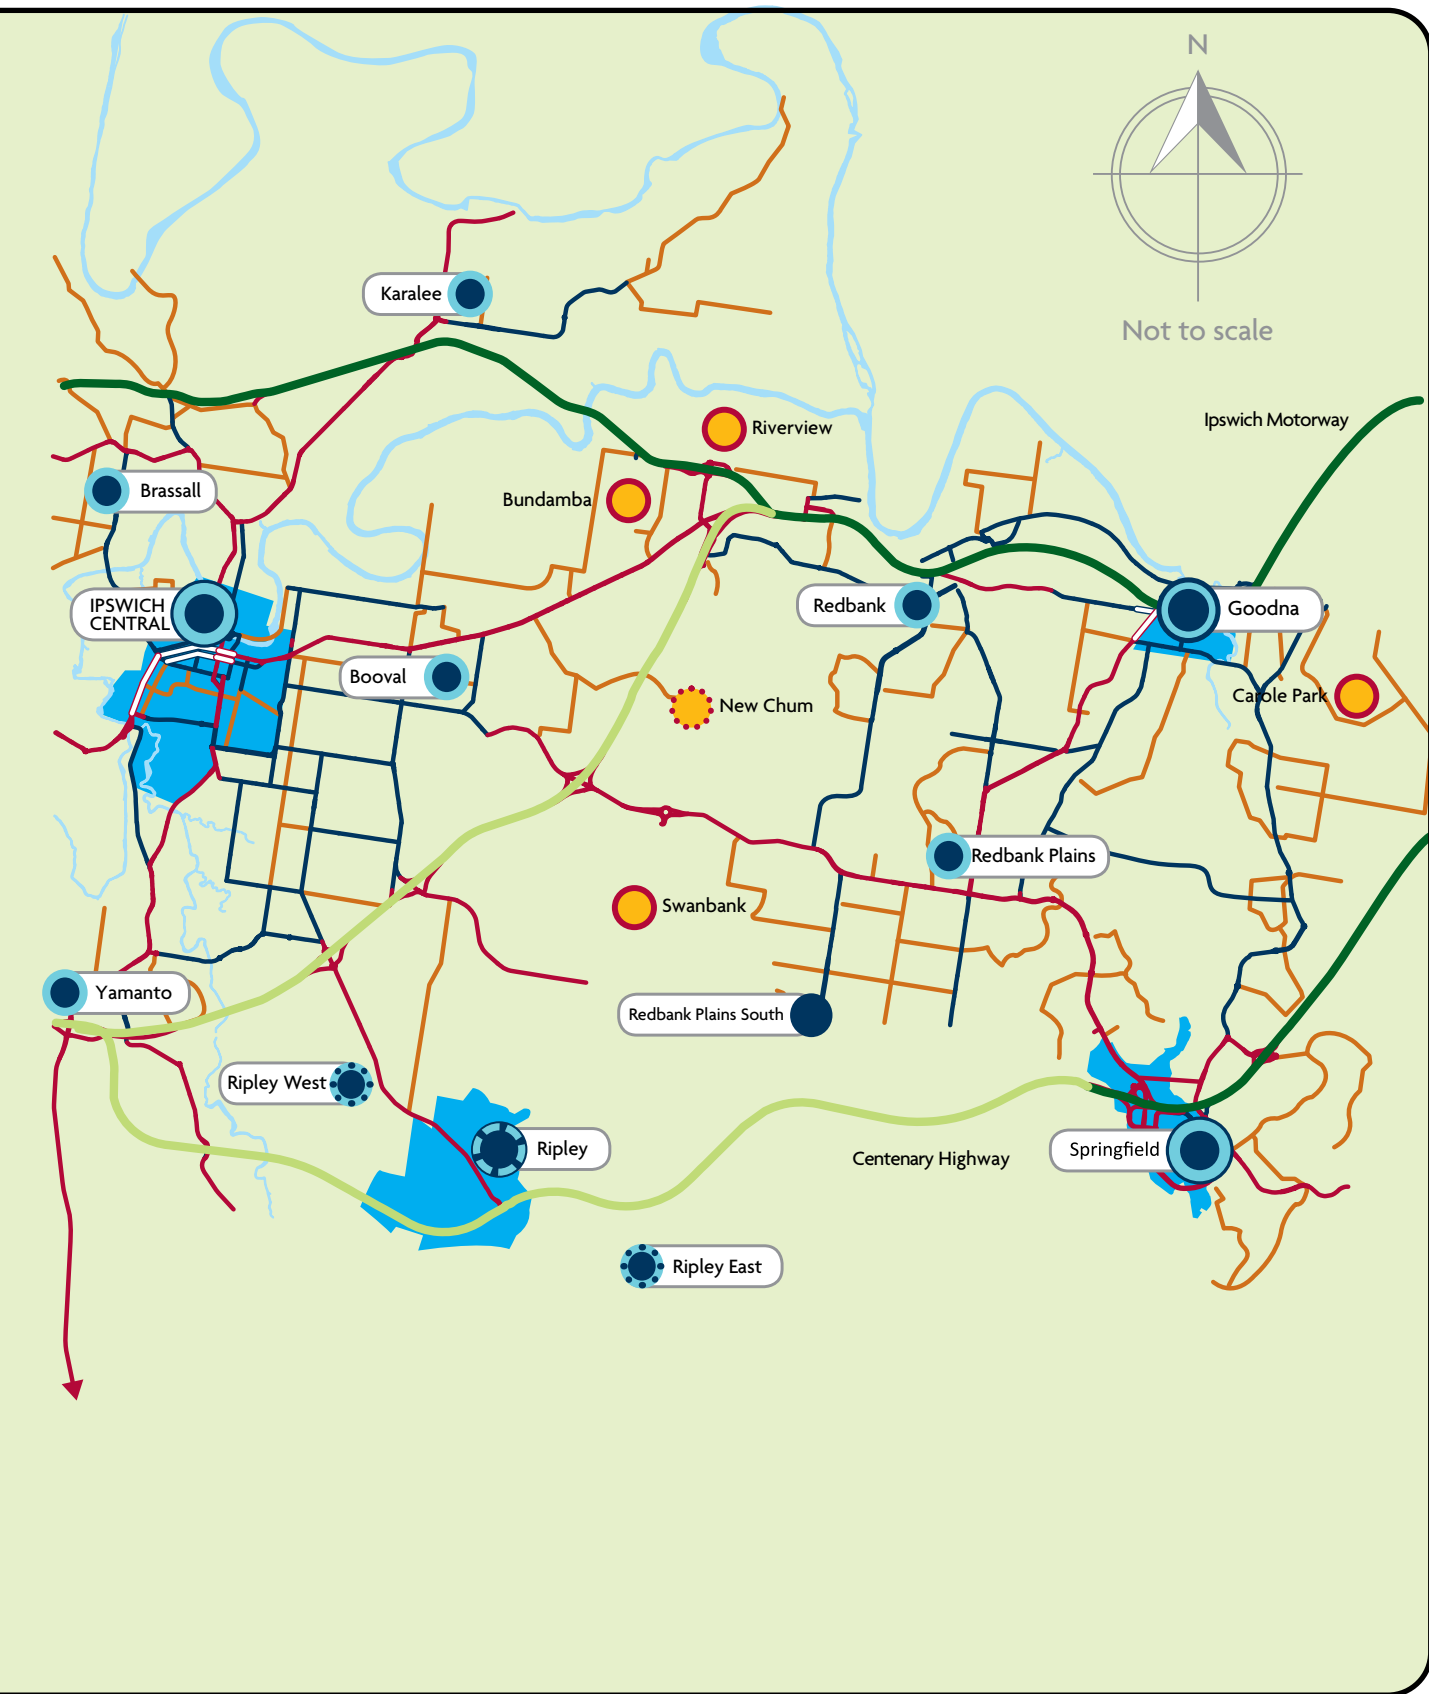 N
Not to scale
Karalee
Ipswich Motorway
Riverview
Brassall
Bundamba
IPSWICH
CENTRAL
Redbank
Goodna
Booval
Carole Park
New Chum
Redbank Plains
Swanbank
Yamanto
Redbank Plains South
Ripley West
Ripley
Springfield
Centenary Highway
Ripley East